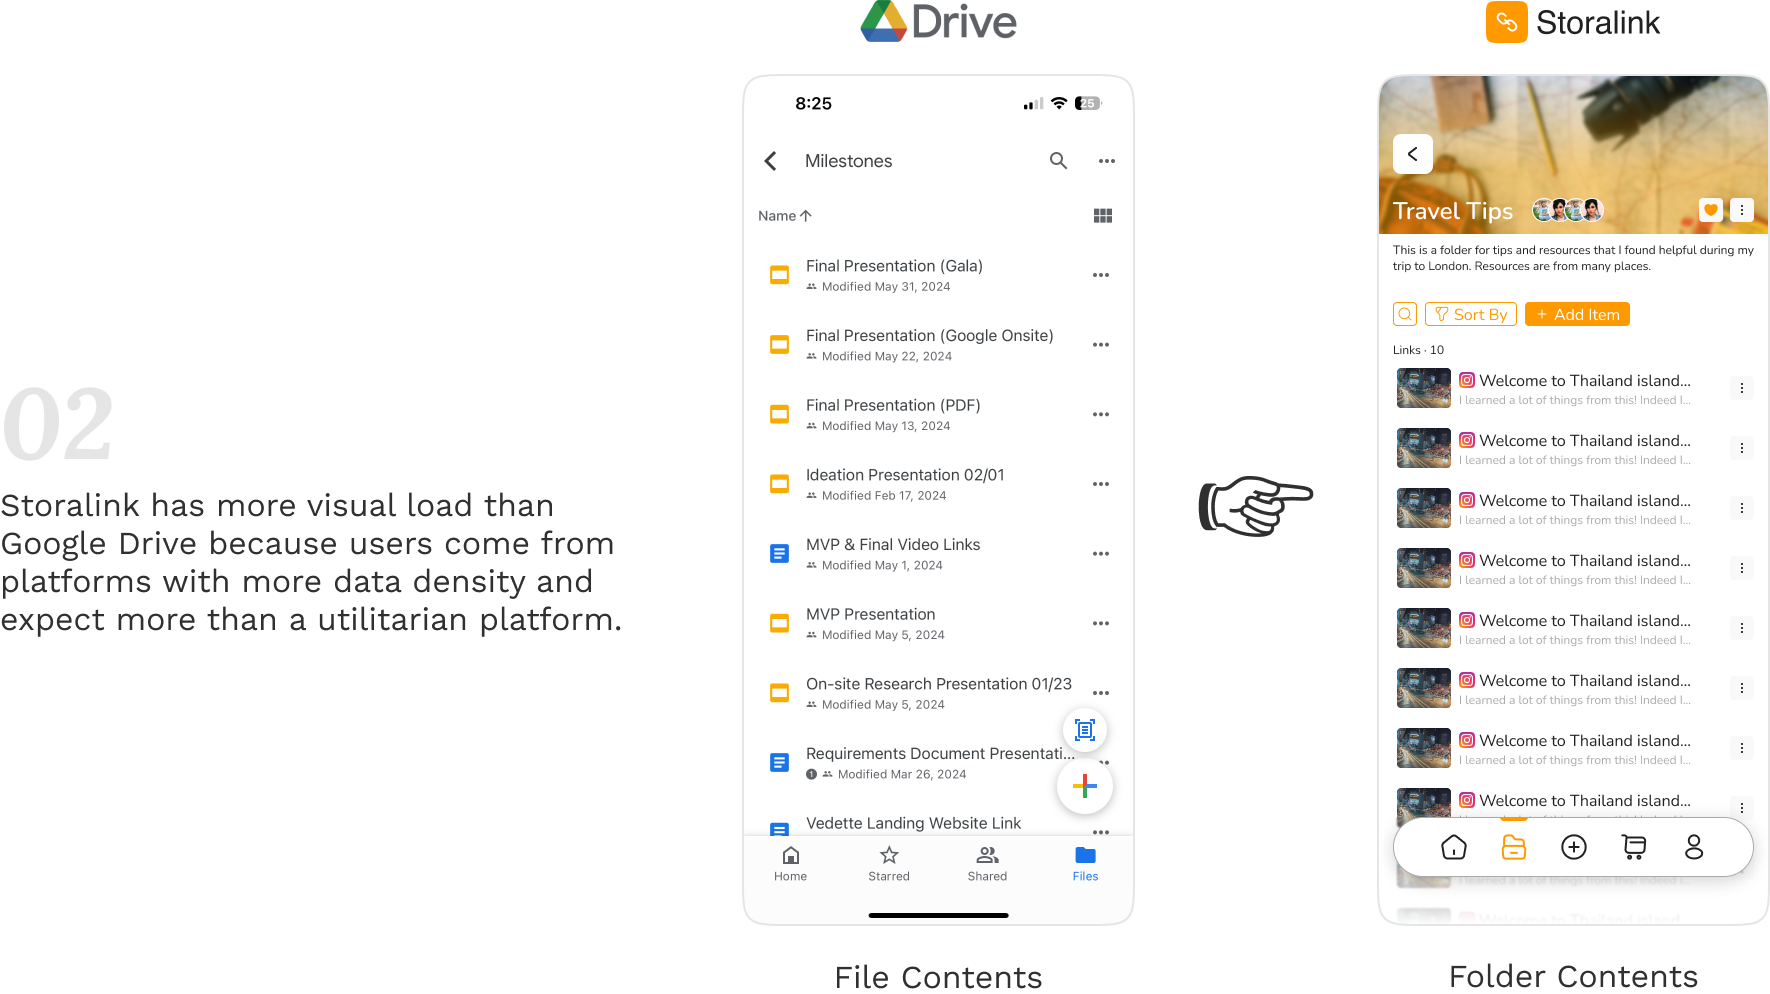 Drive
Storalink
02
Storalink has more visual load than
Google Drive because users come from
platforms with more data density and
expect more than a utilitarian platform.
8:25
25
Milestones
Name
Final Presentation (Gala)
Modified May 31, 2024
Final Presentation (Google Onsite)
Modified May 22, 2024
Final Presentation (PDF)
Modified May 13, 2024
Ideation Presentation 02/01
Modified Feb 17, 2024
MVP & Final Video Links
Modified May 1, 2024
MVP Presentation
Modified May 5, 2024
On-site Research Presentation 01/23
Modified May 5, 2024
Requirements Document Presentati...
1 Modified Mar 26, 2024
Vedette Landing Website Link
Home Starred Shared Files
File Contents
Travel Tips
This is a folder for tips and resources that I found helpful during my
trip to London. Resources are from many places.
Sort By
+ Add Item
Links · 10
Welcome to Thailand island...
I learned a lot of things from this! Indeed I...
Welcome to Thailand island...
I learned a lot of things from this! Indeed I...
Welcome to Thailand island...
I learned a lot of things from this! Indeed I...
Welcome to Thailand island...
I learned a lot of things from this! Indeed I...
Welcome to Thailand island...
I learned a lot of things from this! Indeed I...
Welcome to Thailand island...
I learned a lot of things from this! Indeed I...
Welcome to Thailand island...
I learned a lot of things from this! Indeed I...
Welcome to Thailand island...
Folder Contents